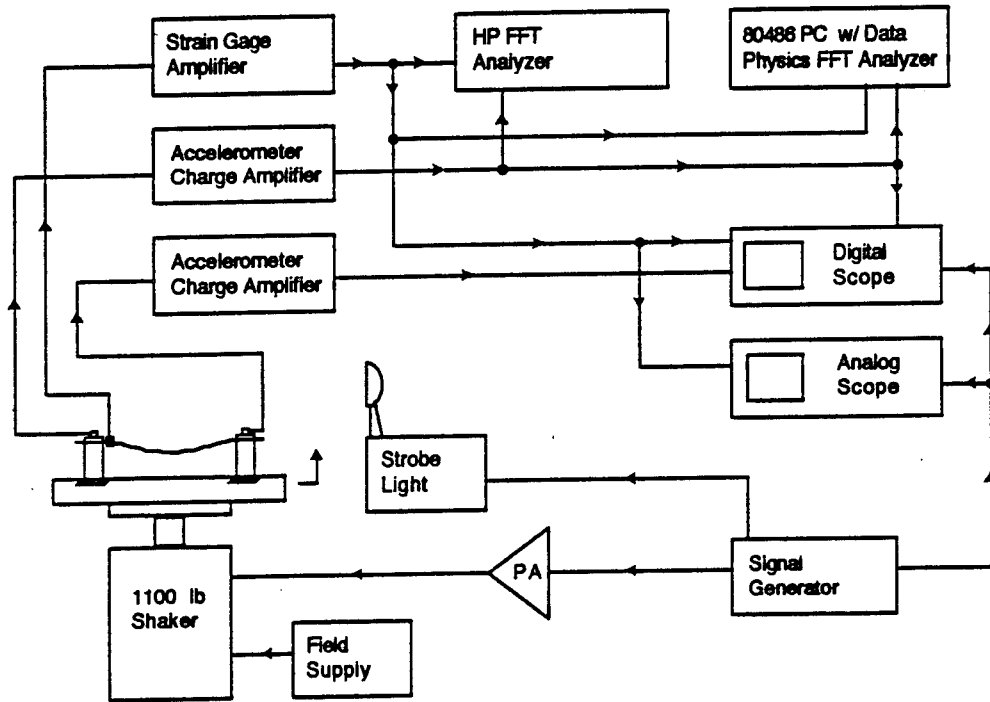 Strain Gage
Amplifier
HP FFT
Analyzer
80486 PC w/ Data
Physics FFT Analyzer
Accelerometer
Charge Amplifier
Accelerometer
Charge Amplifier
Digital
Scope
Analog
Scope
Strobe
Light
PA
Signal
Generator
1100 lb
Shaker
Field
Supply